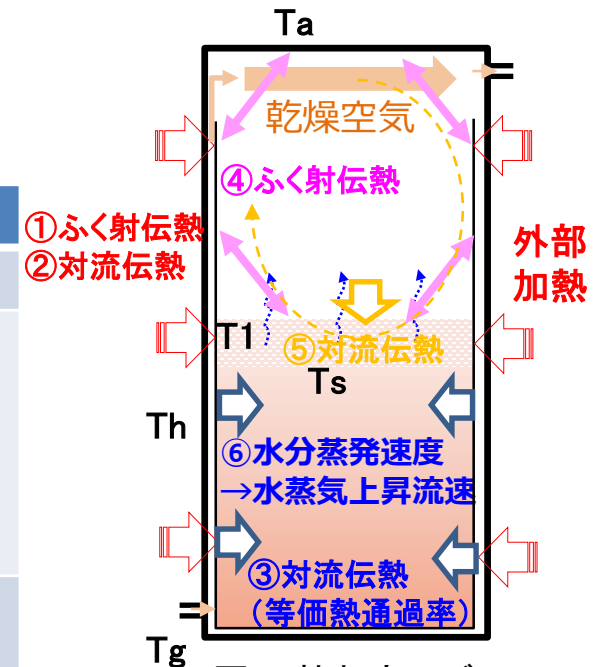 Ta
乾燥空気
④ふく射伝熱
①ふく射伝熱
②対流伝熱
外部
加熱
T1
⑤対流伝熱
Ts
Th
⑥水分蒸発速度
→水蒸気上昇流速
③対流伝熱
（等価熱通過率）
Tg